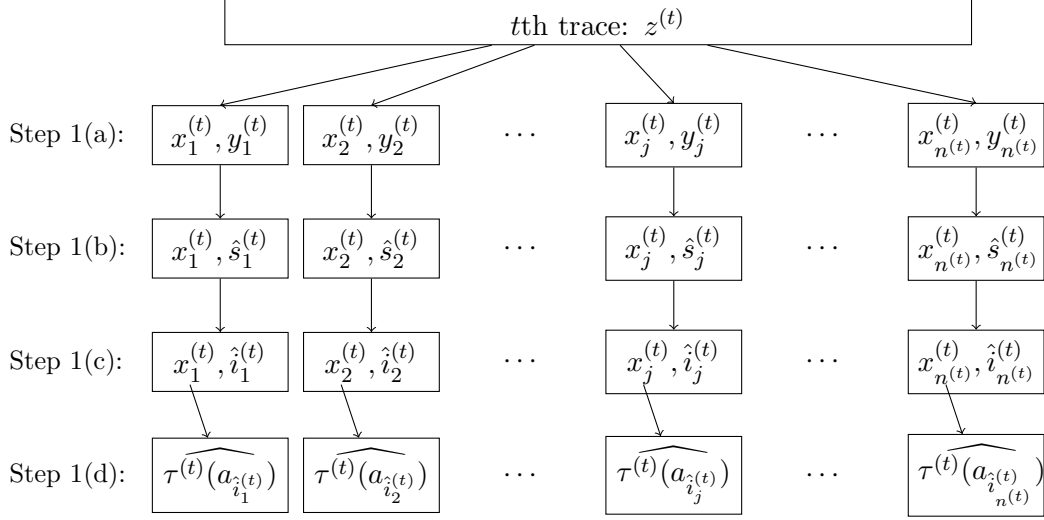 tth trace: z^(t)
Step 1(a): x_1^(t), y_1^(t) x_2^(t), y_2^(t) ⋯ x_j^(t), y_j^(t) ⋯ x_{n^(t)}^(t), y_{n^(t)}^(t)
Step 1(b): x_1^(t), ŝ_1^(t) x_2^(t), ŝ_2^(t) ⋯ x_j^(t), ŝ_j^(t) ⋯ x_{n^(t)}^(t), ŝ_{n^(t)}^(t)
Step 1(c): x_1^(t), î_1^(t) x_2^(t), î_2^(t) ⋯ x_j^(t), î_j^(t) ⋯ x_{n^(t)}^(t), î_{n^(t)}^(t)
Step 1(d): \widehat{τ^(t)(a_{î_1^(t)})} \widehat{τ^(t)(a_{î_2^(t)})} ⋯ \widehat{τ^(t)(a_{î_j^(t)})} ⋯ \widehat{τ^(t)(a_{î_{n^(t)}^(t)})}